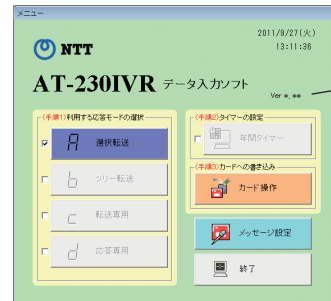 メニュー
2011/9/27(火)
13:11:36
NTT
AT-230IVR データ入力ソフト
Ver *.**
(手順1)利用する応答モードの選択
A 選択転送
b ツリー転送
c 転送専用
d 応答専用
(手順2)タイマーの設定
年間タイマー
(手順3)カードへの書き込み
カード操作
メッセージ設定
終了